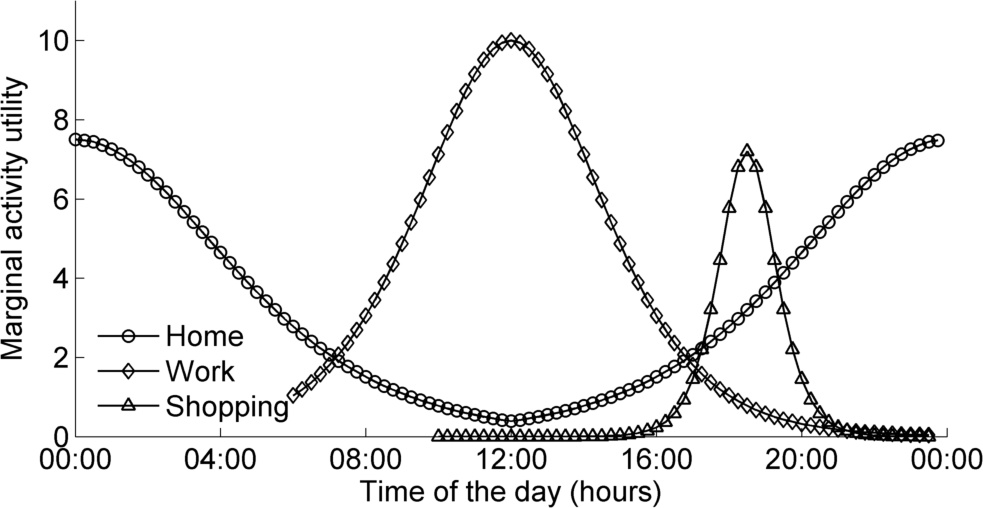 Marginal activity utility
10
8
6
4
2
0
Home
Work
Shopping
00:00 04:00 08:00 12:00 16:00 20:00 00:00
Time of the day (hours)